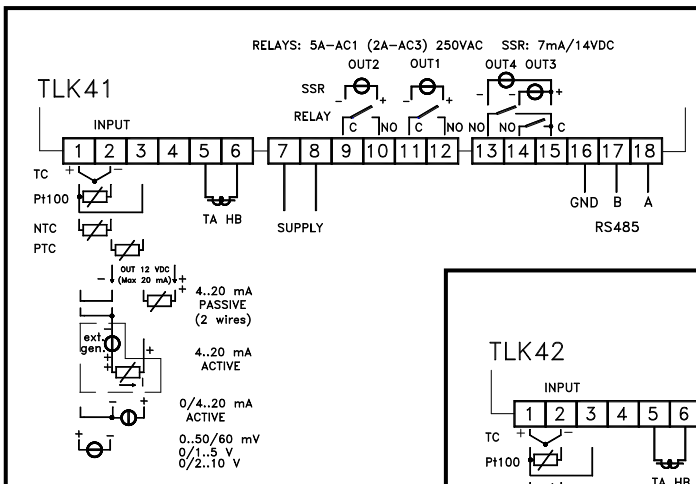 RELAYS: 5A-AC1 (2A-AC3) 250VAC SSR: 7mA/14VDC
OUT2 OUT1 OUT4 OUT3
TLK41
SSR - + - + - - +
RELAY
INPUT C NO C NO NO NO C
1 2 3 4 5 6 7 8 9 10 11 12 13 14 15 16 17 18
TC + -
Pt100
TA HB
GND B A
NTC
SUPPLY
RS485
PTC
OUT 12 VDC
- (Max 20 mA) + +
4..20 mA
PASSIVE
(2 wires)
-
ext.
gen.
+ + +
I
4..20 mA
ACTIVE
- +
0/4..20 mA
ACTIVE
+ -
0..50/60 mV
0/1..5 V
0/2..10 V
TLK42
INPUT
1 2 3 4 5 6
TC + -
Pt100
TA HB